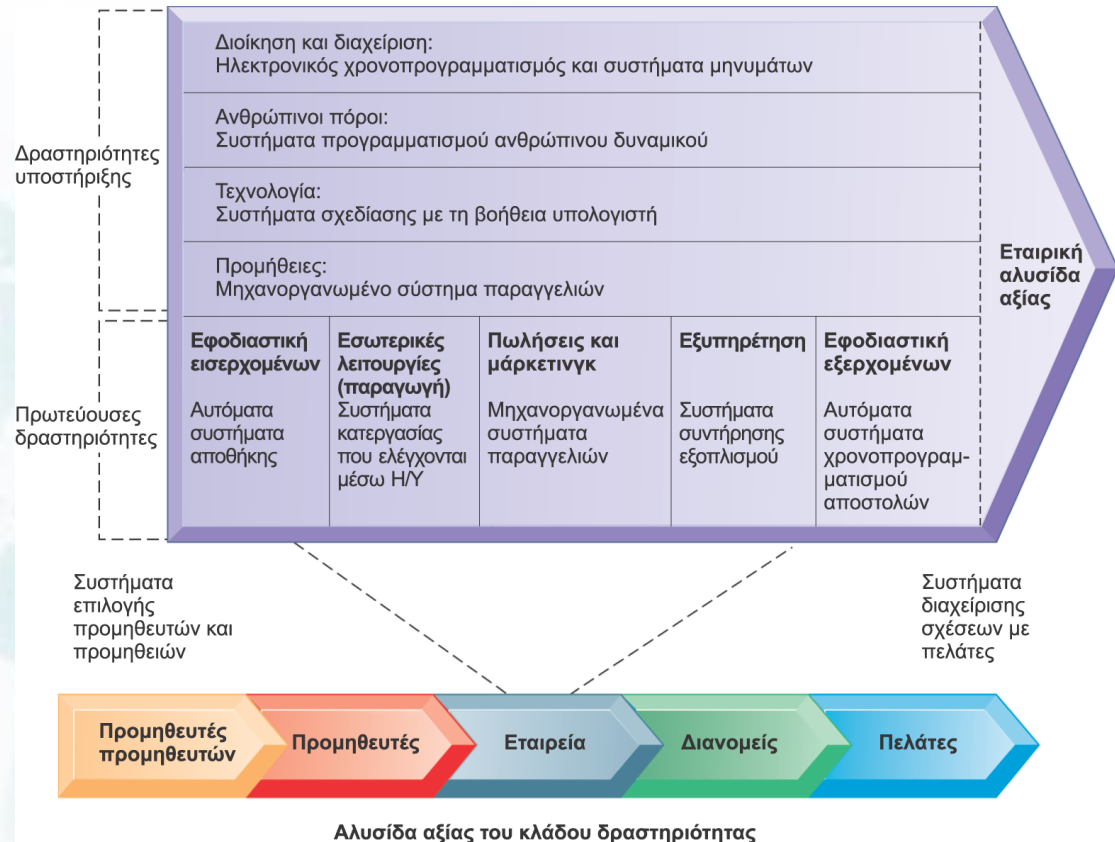 Διοίκηση και διαχείριση:
Ηλεκτρονικός χρονοπρογραμματισμός και συστήματα μηνυμάτων
Ανθρώπινοι πόροι:
Συστήματα προγραμματισμού ανθρώπινου δυναμικού
Δραστηριότητες
υποστήριξης
Τεχνολογία:
Συστήματα σχεδίασης με τη βοήθεια υπολογιστή
Προμήθειες:
Μηχανοργανωμένο σύστημα παραγγελιών
Εταιρική
αλυσίδα
αξίας
Πρωτεύουσες
δραστηριότητες
Εφοδιαστική
εισερχομένων
Αυτόματα
συστήματα
αποθήκης
Εσωτερικές
λειτουργίες
(παραγωγή)
Συστήματα
κατεργασίας
που ελέγχονται
μέσω Η/Υ
Πωλήσεις και
μάρκετινγκ
Μηχανοργανωμένα
συστήματα
παραγγελιών
Εξυπηρέτηση
Συστήματα
συντήρησης
εξοπλισμού
Εφοδιαστική
εξερχομένων
Αυτόματα
συστήματα
χρονοπρογραμ-
ματισμού
αποστολών
Συστήματα
επιλογής
προμηθευτών και
προμηθειών
Συστήματα
διαχείρισης
σχέσεων με
πελάτες
Προμηθευτές
προμηθευτών
Προμηθευτές
Εταιρεία
Διανομείς
Πελάτες
Αλυσίδα αξίας του κλάδου δραστηριότητας